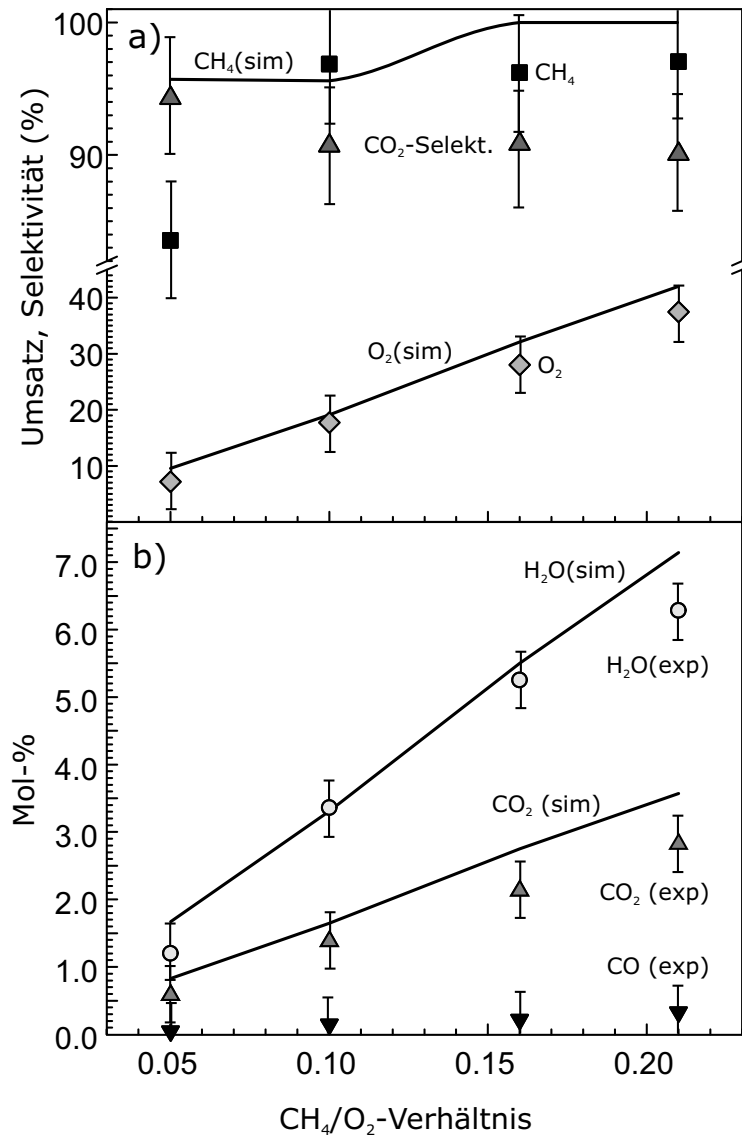 a)
100
CH₄(sim)
CH₄
90
CO₂-Selekt.
Umsatz, Selektivität (%)
40
O₂(sim)
30
O₂
20
10
b)
7.0
H₂O(sim)
6.0
H₂O(exp)
5.0
4.0
Mol-%
CO₂ (sim)
3.0
2.0
CO₂ (exp)
1.0
CO (exp)
0.0
0.05 0.10 0.15 0.20
CH₄/O₂-Verhältnis